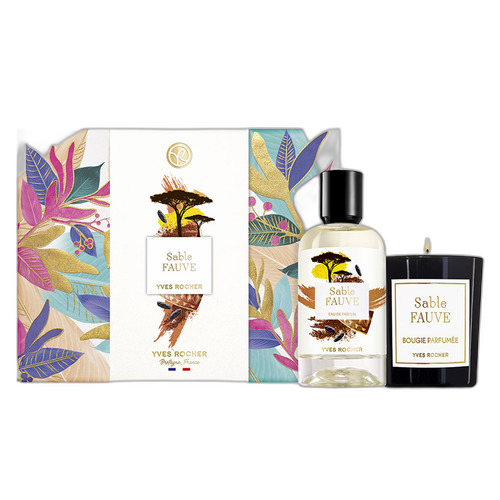 Sable
FAUVE
YVES ROCHER
YVES ROCHER
Bretagne, France
Sable
FAUVE
EAU DE PARFUM
YVES ROCHER
Sable
FAUVE
BOUGIE PARFUMÉE
YVES ROCHER